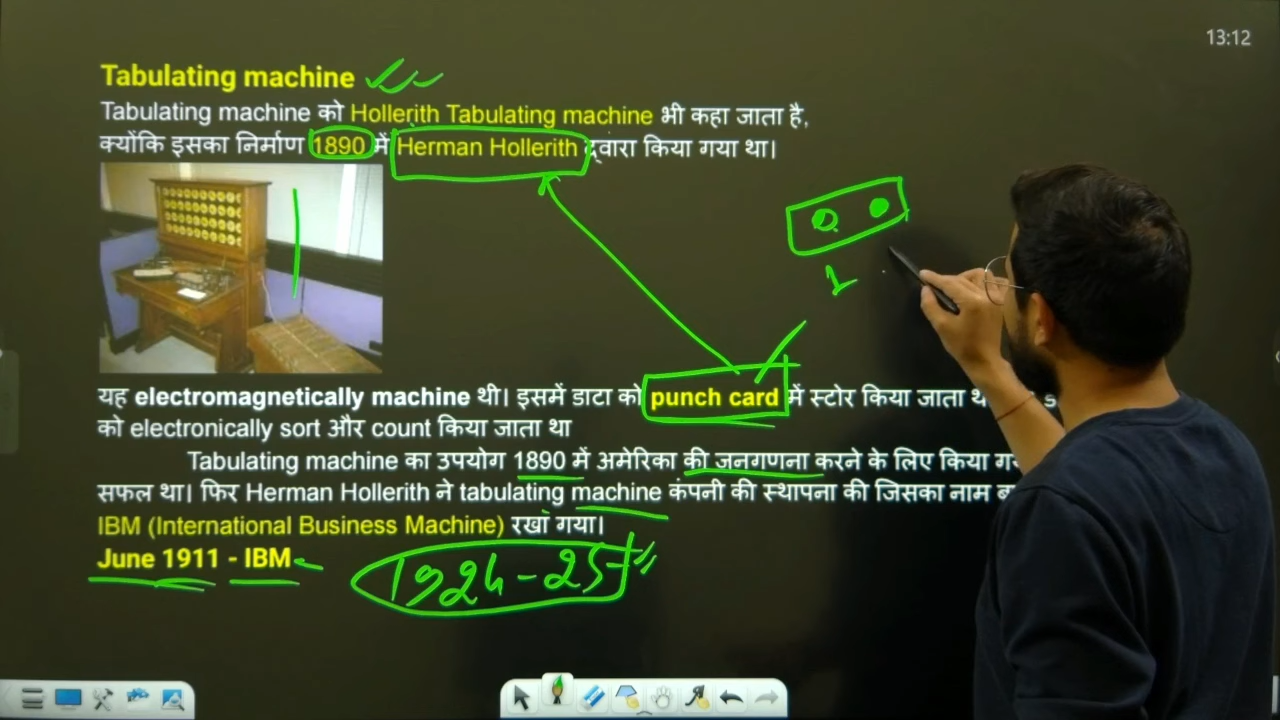 13:12
Tabulating machine
Tabulating machine को Hollerith Tabulating machine भी कहा जाता है,
क्योंकि इसका निर्माण 1890 में Herman Hollerith द्वारा किया गया था।
1
यह electromagnetically machine थी। इसमें डाटा को punch card में स्टोर किया जाता
को electronically sort और count किया जाता था
Tabulating machine का उपयोग 1890 में अमेरिका की जनगणना करने के लिए किया
सफल था। फिर Herman Hollerith ने tabulating machine कंपनी की स्थापना की जिसका नाम
IBM (International Business Machine) रखा गया।
June 1911 - IBM
1924-25